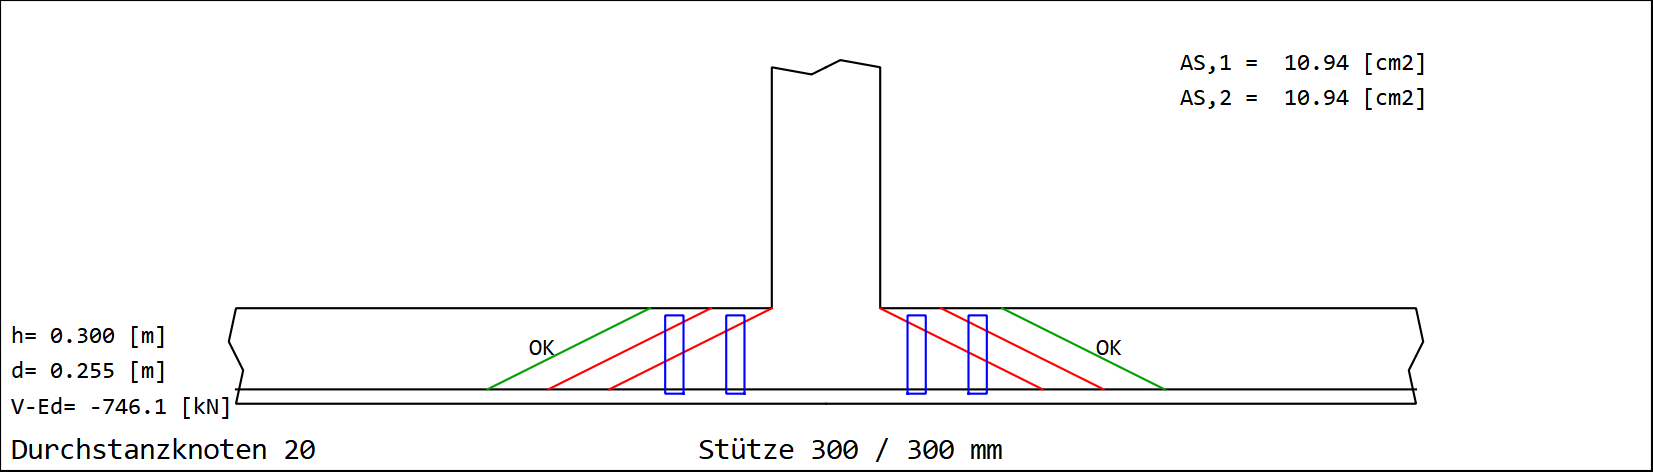 AS,1 =  10.94 [cm2]
AS,2 =  10.94 [cm2]
h= 0.300 [m]
OK
OK
d= 0.255 [m]
V-Ed= -746.1 [kN]
Durchstanzknoten 20
Stütze 300 / 300 mm